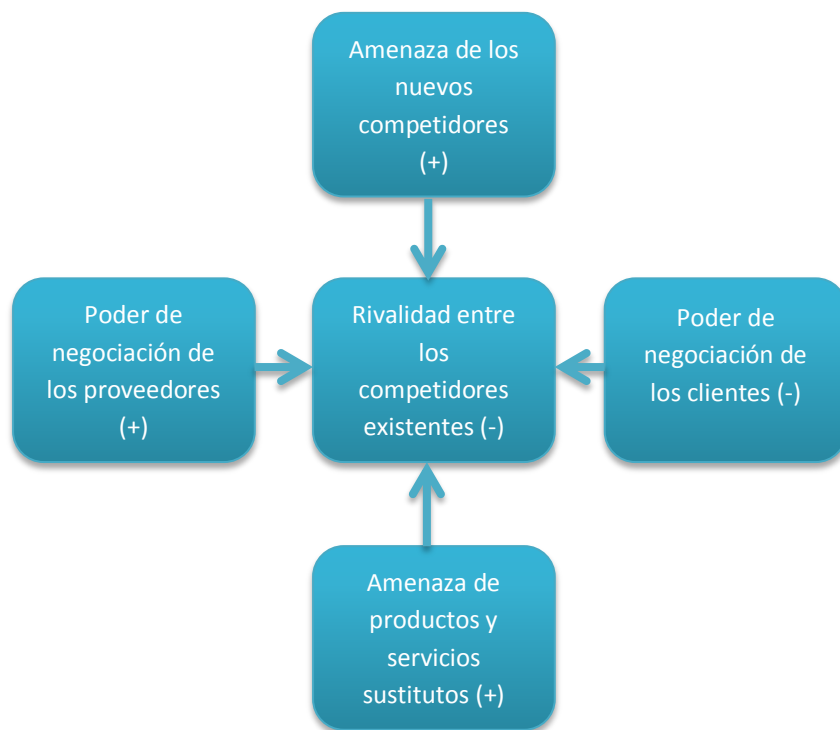 Amenaza de los
nuevos
competidores
(+)
Poder de
negociación de
los proveedores
(+)
Rivalidad entre
los
competidores
existentes (-)
Poder de
negociación de
los clientes (-)
Amenaza de
productos y
servicios
sustitutos (+)